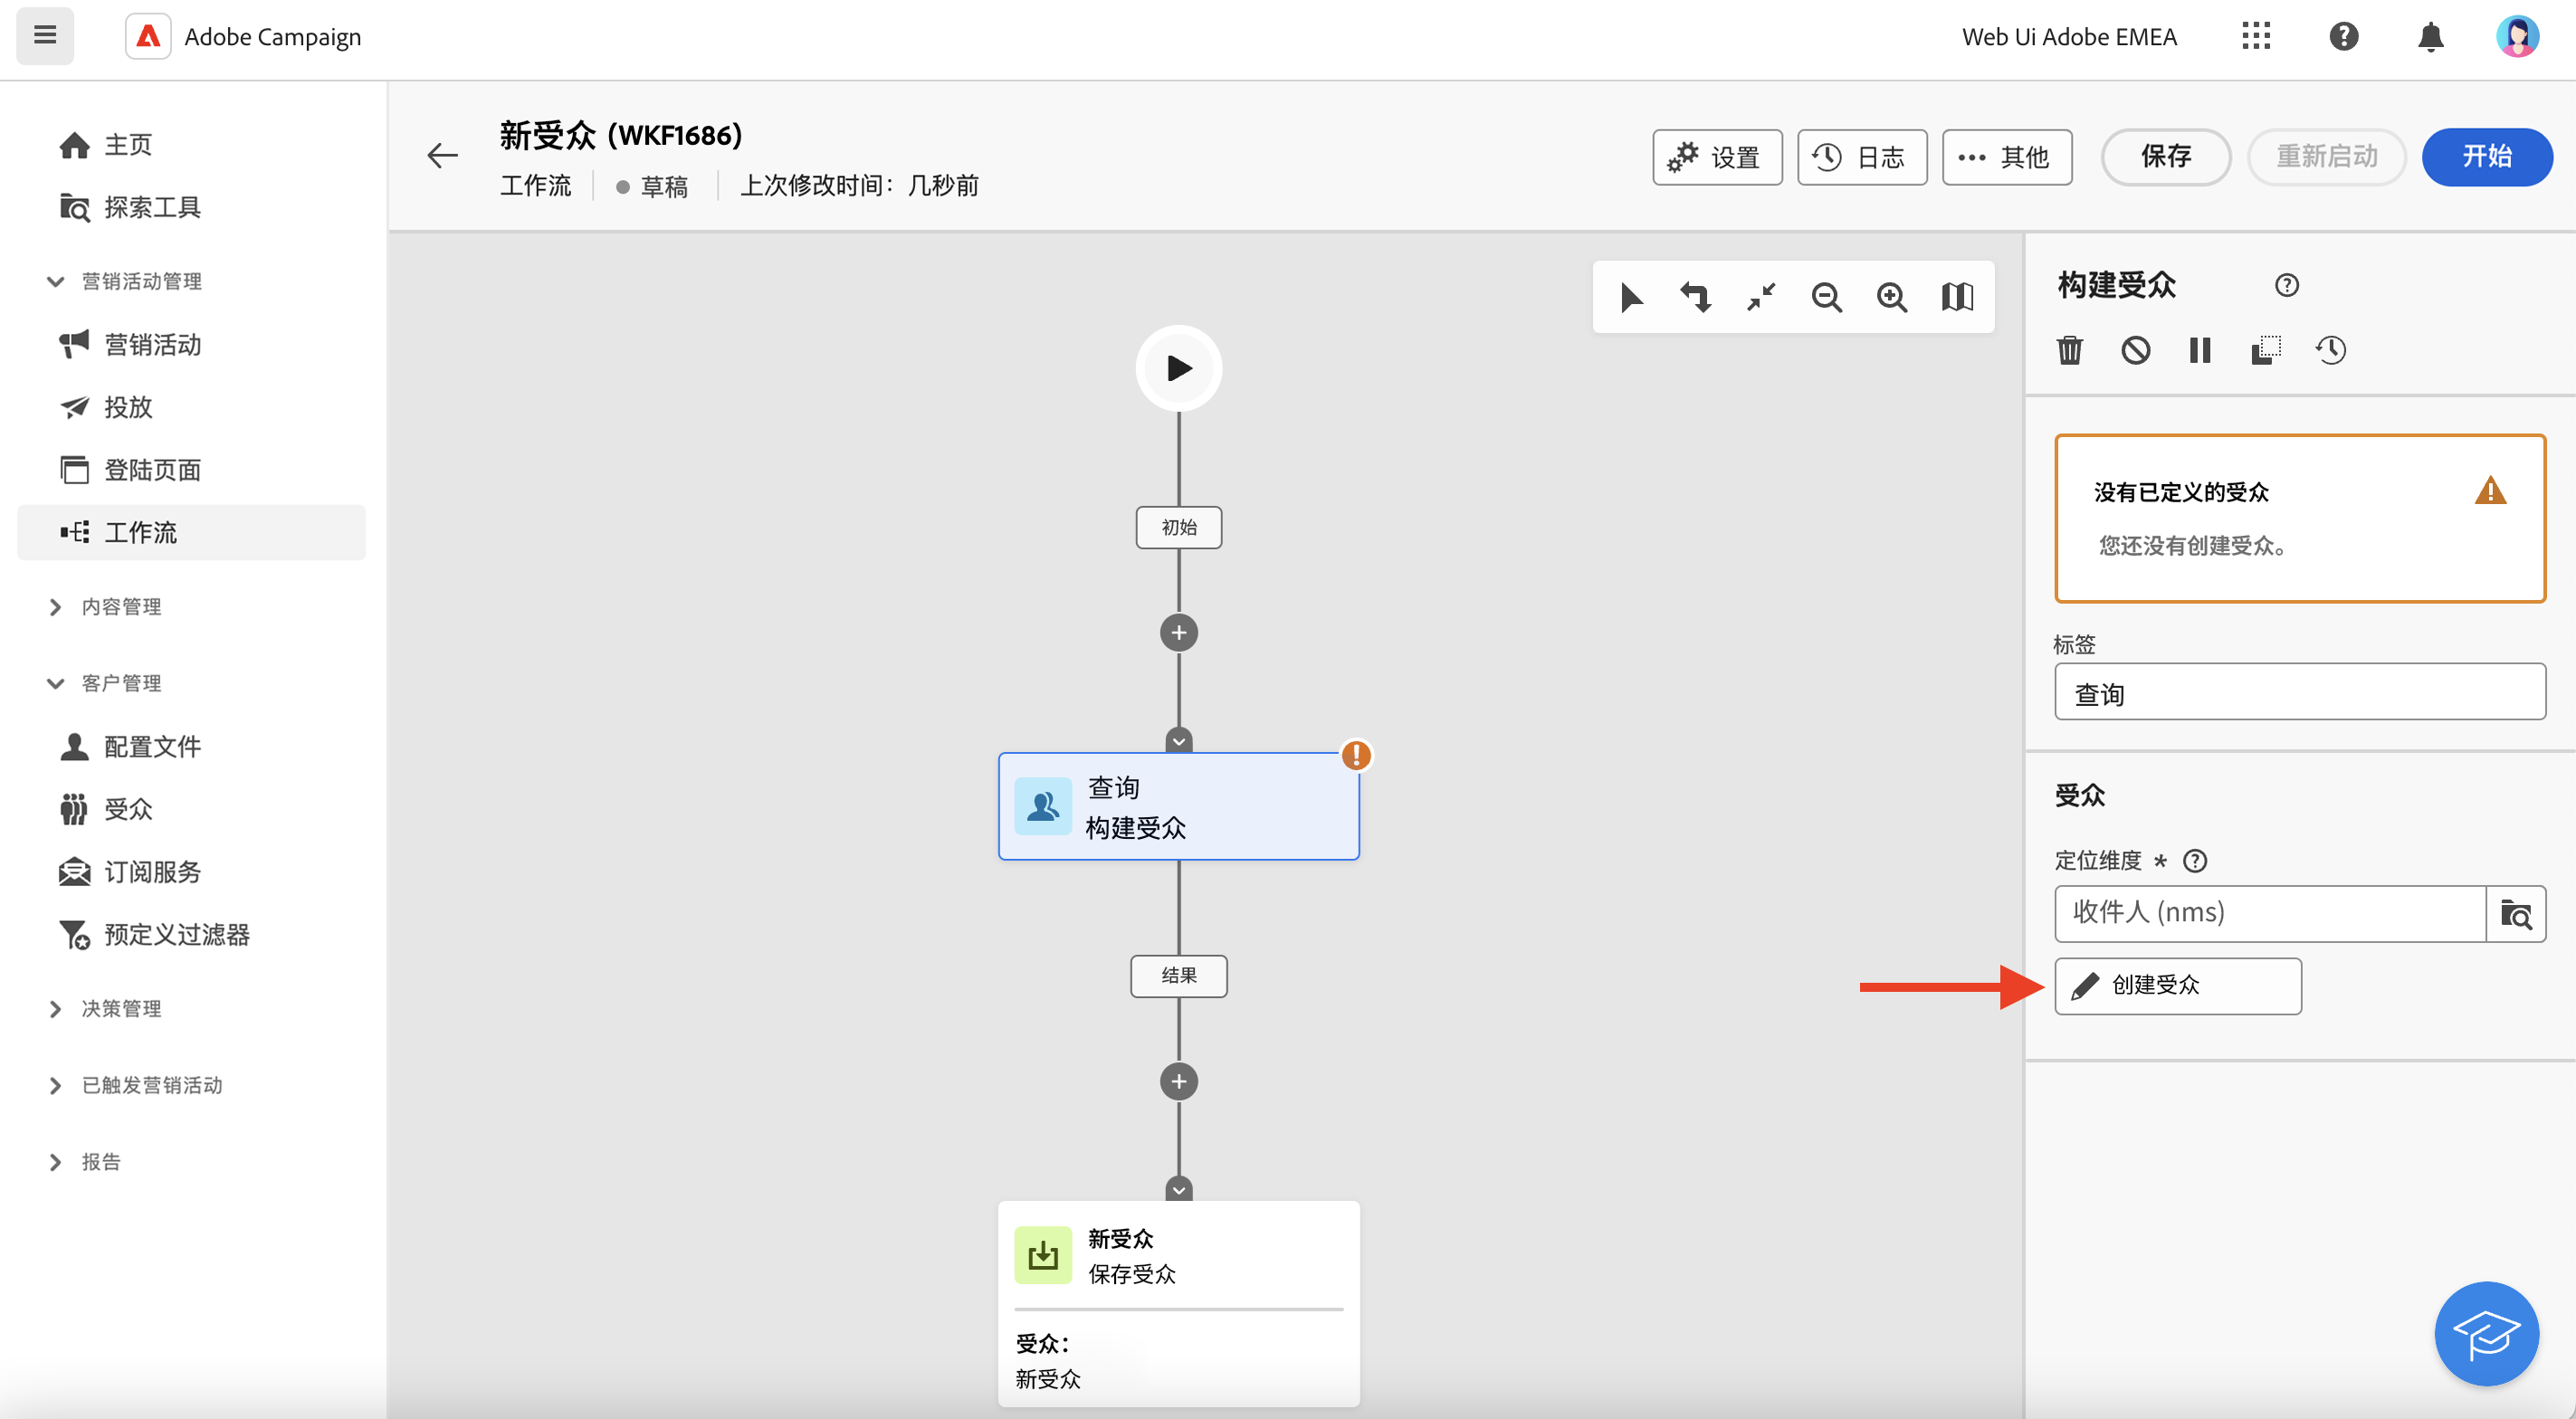 Adobe Campaign
Web Ui Adobe EMEA
主页
探索工具
营销活动管理
营销活动
投放
登陆页面
工作流
内容管理
客户管理
配置文件
受众
订阅服务
预定义过滤器
决策管理
已触发营销活动
报告
新受众 (WKF1686)
工作流 草稿 上次修改时间：几秒前
设置 日志 其他 保存 重新启动 开始
初始
查询
构建受众
结果
新受众
保存受众
受众：
新受众
构建受众
没有已定义的受众
您还没有创建受众。
标签
查询
受众
定位维度 *
收件人 (nms)
创建受众